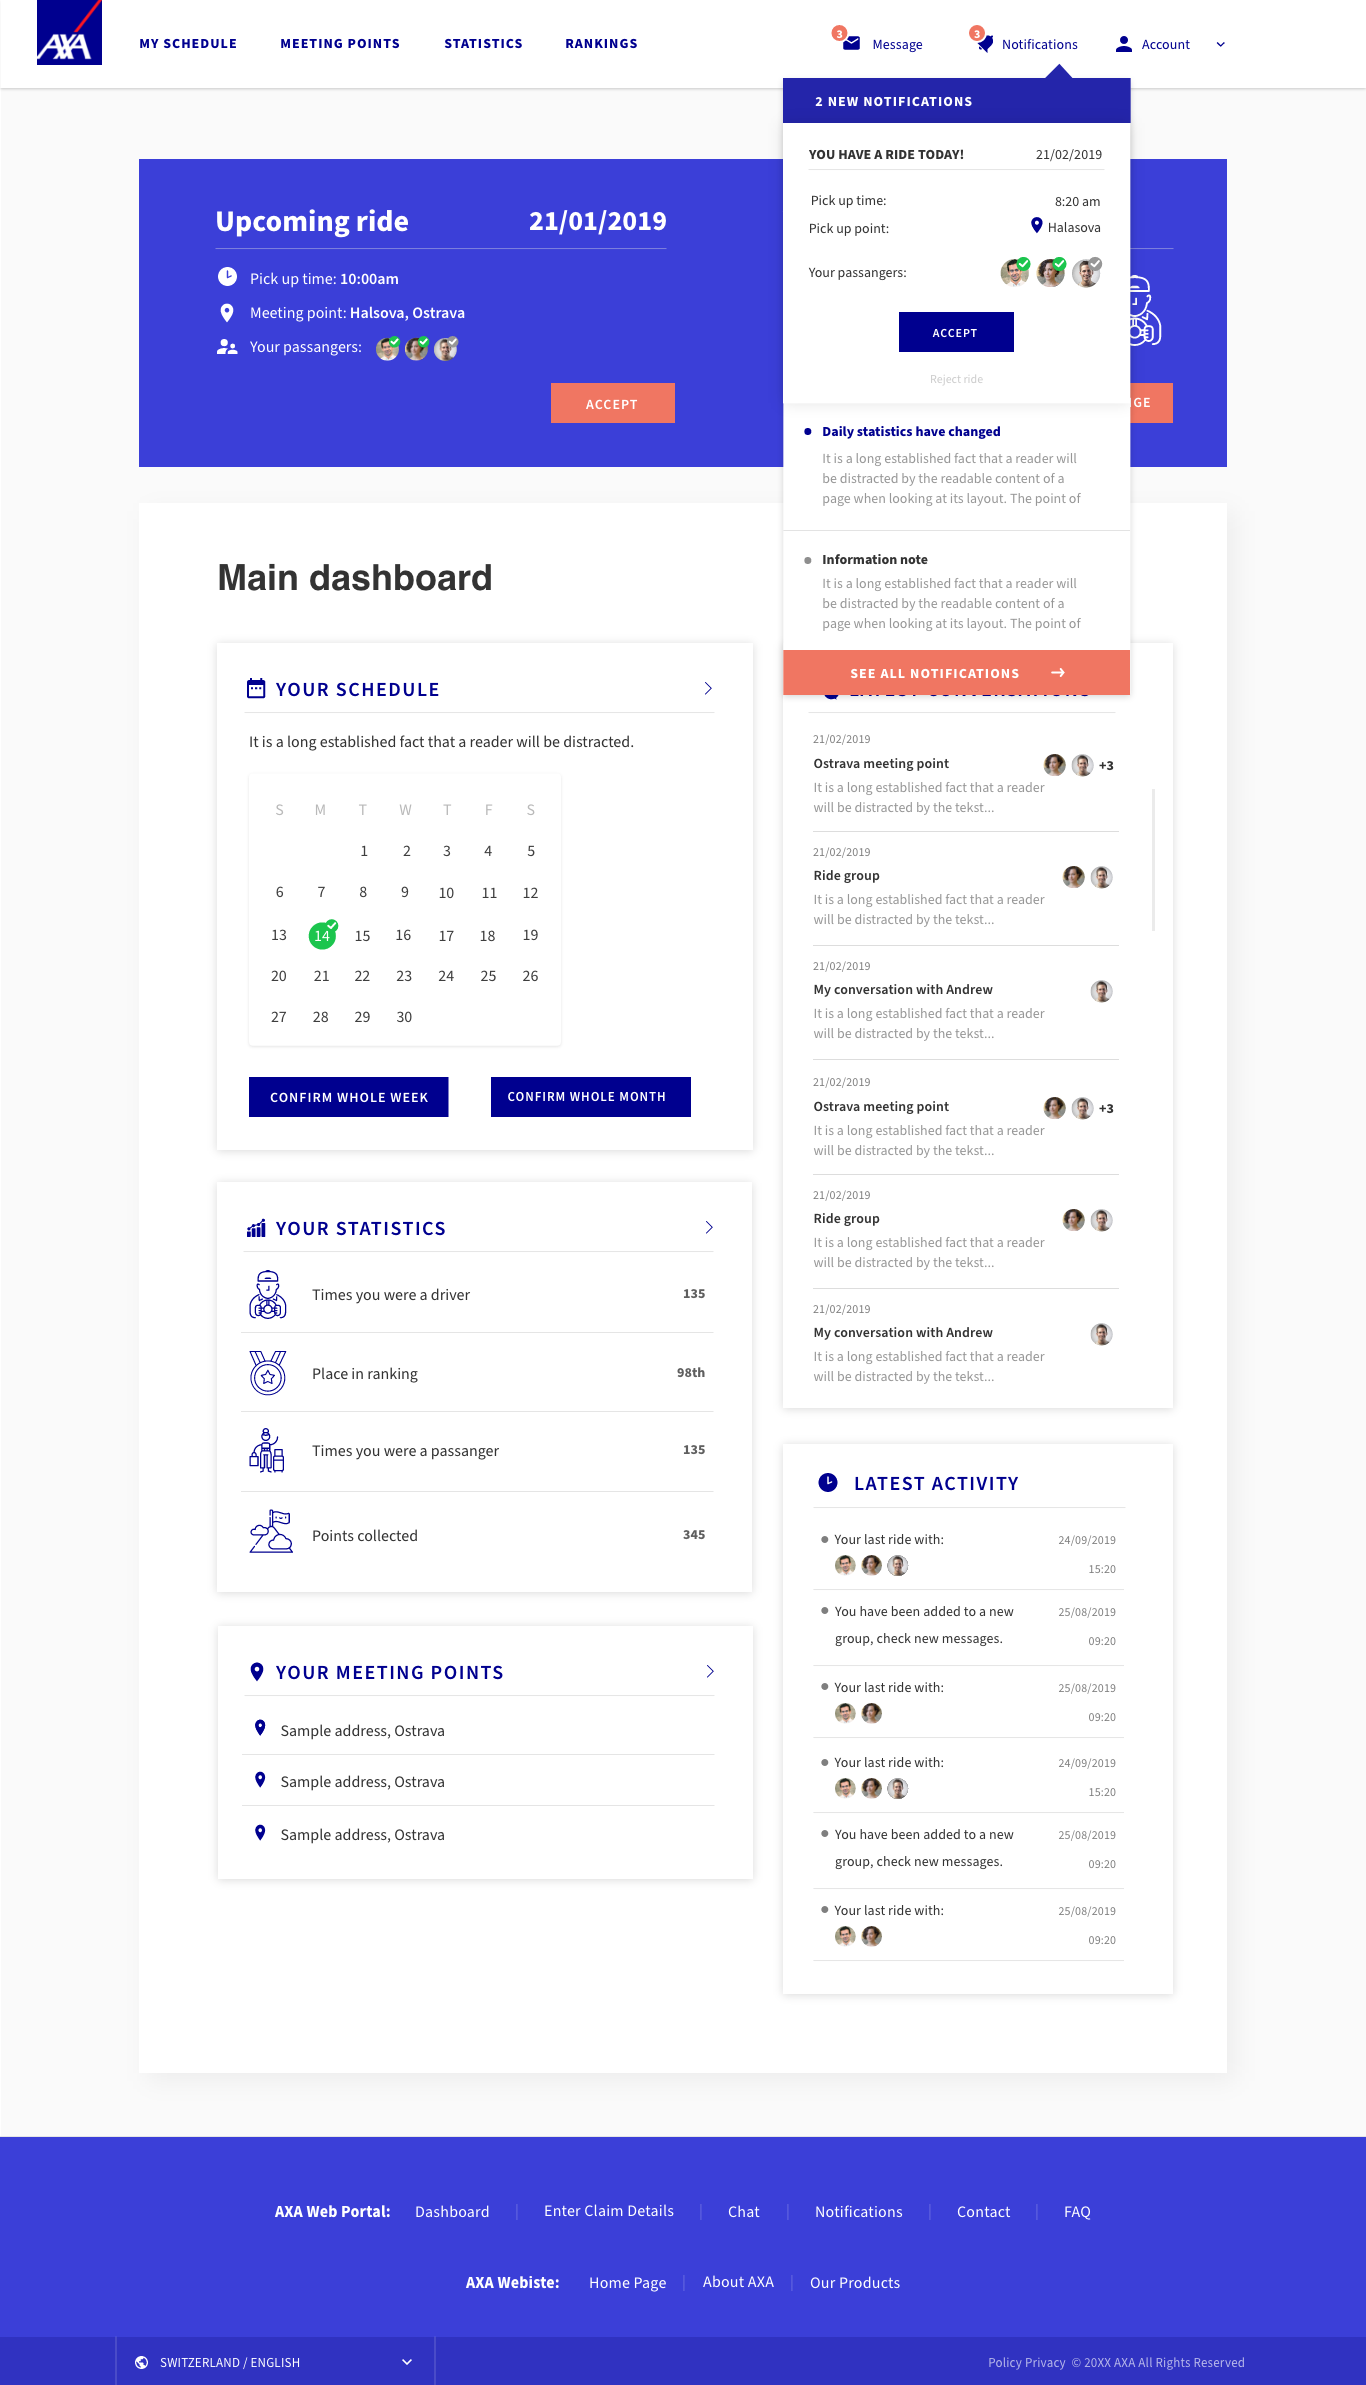 AXA
MY SCHEDULE
MEETING POINTS
STATISTICS
RANKINGS
3
Message
3
Notifications
Account
2 NEW NOTIFICATIONS
YOU HAVE A RIDE TODAY!
21/02/2019
Pick up time:
8:20 am
Pick up point:
Halasova
Your passangers:
ACCEPT
Reject ride
Daily statistics have changed
It is a long established fact that a reader will
be distracted by the readable content of a
page when looking at its layout. The point of
Information note
It is a long established fact that a reader will
be distracted by the readable content of a
page when looking at its layout. The point of
SEE ALL NOTIFICATIONS
Upcoming ride
21/01/2019
Pick up time: 10:00am
Meeting point: Halsova, Ostrava
Your passangers:
ACCEPT
Main dashboard
YOUR SCHEDULE
It is a long established fact that a reader will be distracted.
S M T W T F S
1 2 3 4 5
6 7 8 9 10 11 12
13 14 15 16 17 18 19
20 21 22 23 24 25 26
27 28 29 30
CONFIRM WHOLE WEEK
CONFIRM WHOLE MONTH
YOUR STATISTICS
Times you were a driver
135
Place in ranking
98th
Times you were a passanger
135
Points collected
345
YOUR MEETING POINTS
Sample address, Ostrava
Sample address, Ostrava
Sample address, Ostrava
21/02/2019
Ostrava meeting point
+3
It is a long established fact that a reader
will be distracted by the tekst...
21/02/2019
Ride group
It is a long established fact that a reader
will be distracted by the tekst...
21/02/2019
My conversation with Andrew
It is a long established fact that a reader
will be distracted by the tekst...
21/02/2019
Ostrava meeting point
+3
It is a long established fact that a reader
will be distracted by the tekst...
21/02/2019
Ride group
It is a long established fact that a reader
will be distracted by the tekst...
21/02/2019
My conversation with Andrew
It is a long established fact that a reader
will be distracted by the tekst...
LATEST ACTIVITY
Your last ride with:
24/09/2019
15:20
You have been added to a new
25/08/2019
group, check new messages.
09:20
Your last ride with:
25/08/2019
09:20
Your last ride with:
24/09/2019
15:20
You have been added to a new
25/08/2019
group, check new messages.
09:20
Your last ride with:
25/08/2019
09:20
AXA Web Portal:
Dashboard
Enter Claim Details
Chat
Notifications
Contact
FAQ
AXA Webiste:
Home Page
About AXA
Our Products
SWITZERLAND / ENGLISH
Policy Privacy © 20XX AXA All Rights Reserved